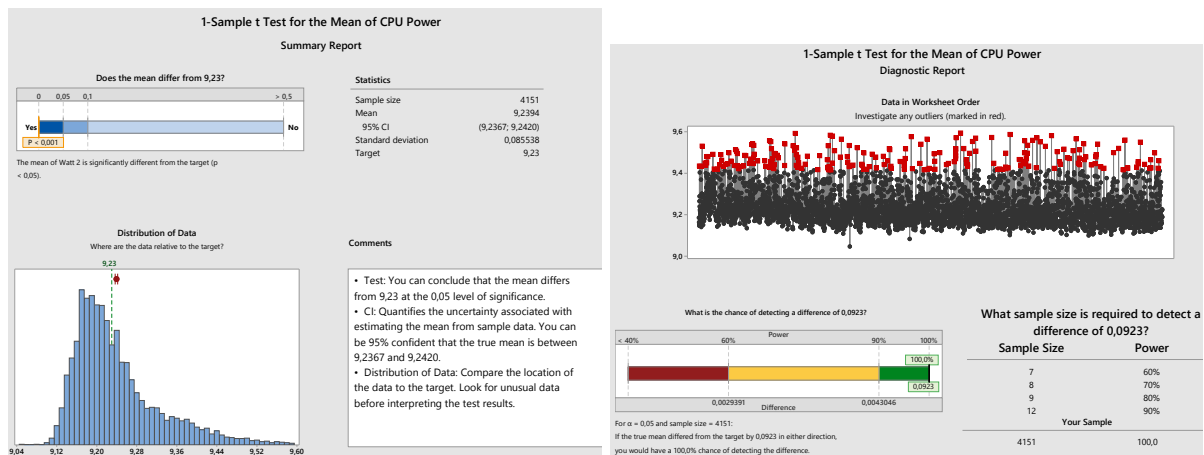 1-Sample t Test for the Mean of CPU Power
Summary Report
Does the mean differ from 9,23?
0 0,05 0,1 > 0,5
Yes No
P < 0,001
The mean of Watt 2 is significantly different from the target (p
< 0,05).
Statistics
Sample size 4151
Mean 9,2394
95% CI (9,2367; 9,2420)
Standard deviation 0,085538
Target 9,23
Distribution of Data
Where are the data relative to the target?
9,23
9,04 9,12 9,20 9,28 9,36 9,44 9,52 9,60
Comments
• Test: You can conclude that the mean differs
from 9,23 at the 0,05 level of significance.
• CI: Quantifies the uncertainty associated with
estimating the mean from sample data. You can
be 95% confident that the true mean is between
9,2367 and 9,2420.
• Distribution of Data: Compare the location of
the data to the target. Look for unusual data
before interpreting the test results.
1-Sample t Test for the Mean of CPU Power
Diagnostic Report
Data in Worksheet Order
Investigate any outliers (marked in red).
9,6
9,4
9,2
9,0
What is the chance of detecting a difference of 0,0923?
Power
< 40% 60% 90% 100%
100,0%
0,0923
0,0029391 0,0043046
Difference
For α = 0,05 and sample size = 4151:
If the true mean differed from the target by 0,0923 in either direction,
you would have a 100,0% chance of detecting the difference.
What sample size is required to detect a
difference of 0,0923?
Sample Size Power
7 60%
8 70%
9 80%
12 90%
Your Sample
4151 100,0